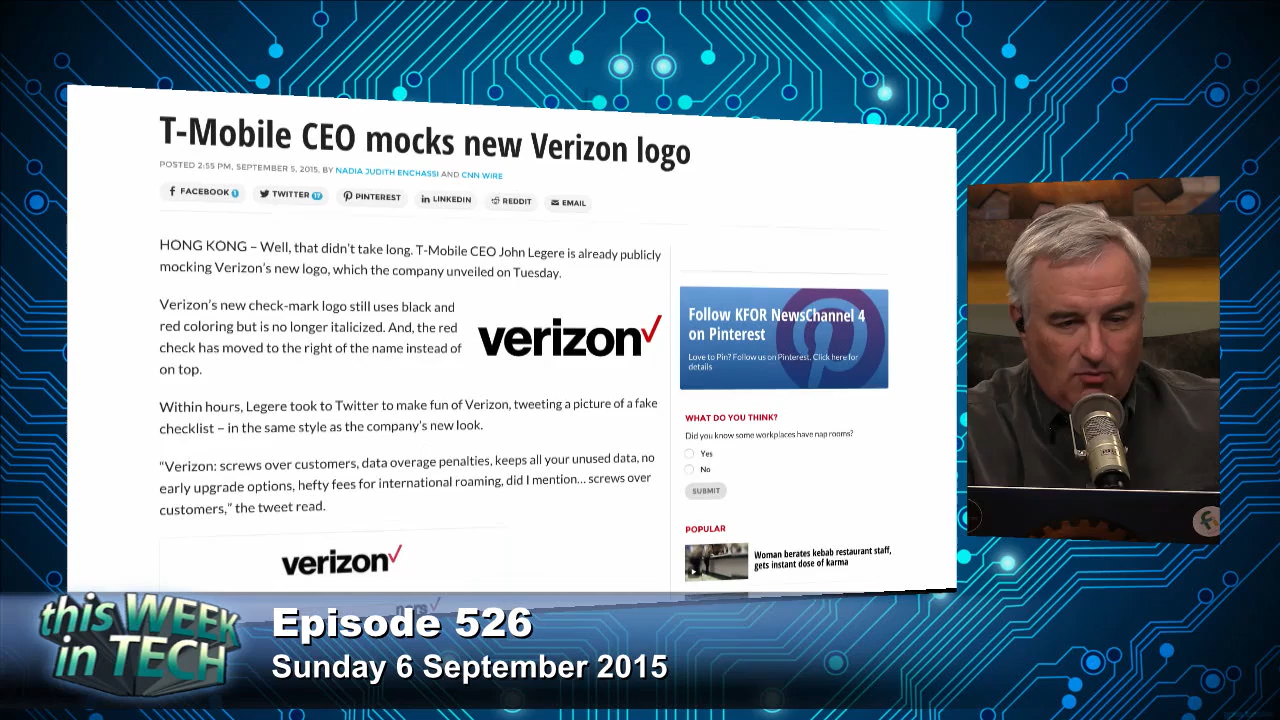 T-Mobile CEO mocks new Verizon logo
POSTED 2:55 PM, SEPTEMBER 5, 2015, BY NADIA JUDITH ENCHASSI AND CNN WIRE
FACEBOOK 1 TWITTER 17 PINTEREST LINKEDIN REDDIT EMAIL
HONG KONG – Well, that didn't take long. T-Mobile CEO John Legere is already publicly
mocking Verizon's new logo, which the company unveiled on Tuesday.
Verizon's new check-mark logo still uses black and
red coloring but is no longer italicized. And, the red
check has moved to the right of the name instead of
on top.
verizon
Within hours, Legere took to Twitter to make fun of Verizon, tweeting a picture of a fake
checklist – in the same style as the company's new look.
“Verizon: screws over customers, data overage penalties, keeps all your unused data, no
early upgrade options, hefty fees for international roaming, did I mention... screws over
customers,” the tweet read.
verizon
Follow KFOR NewsChannel 4
on Pinterest
Love to Pin? Follow us on Pinterest. Click here for
details
WHAT DO YOU THINK?
Did you know some workplaces have nap rooms?
Yes
No
SUBMIT
POPULAR
Woman berates kebab restaurant staff,
gets instant dose of karma
this WEEK
in TECH
Episode 526
Sunday 6 September 2015